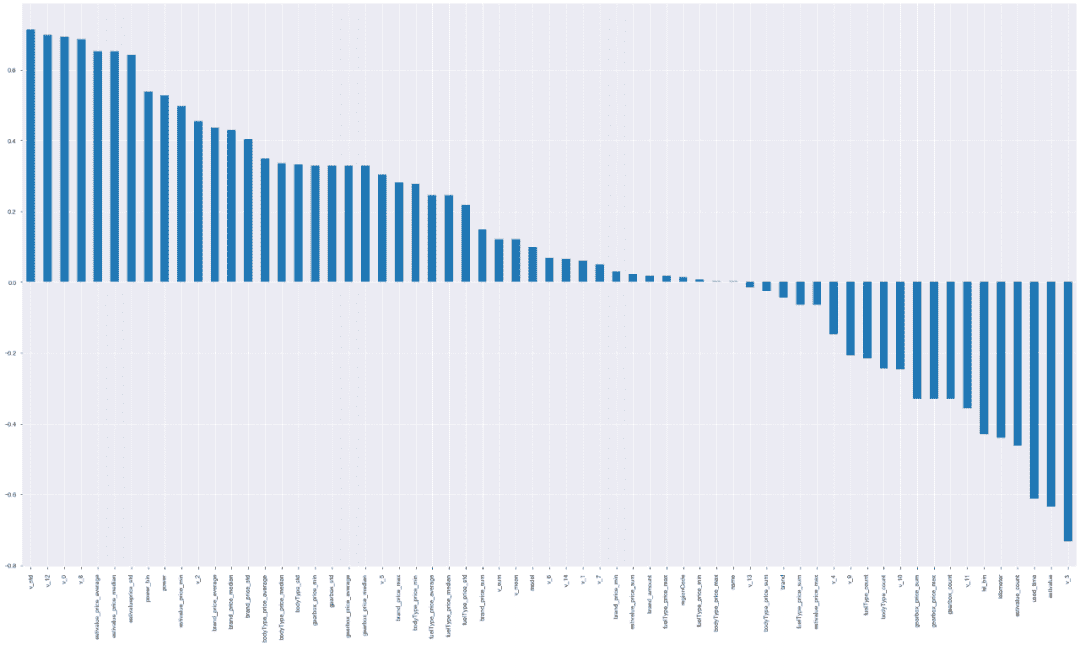 0.6
0.4
0.2
0.0
-0.2
-0.4
-0.6
-0.8
v_std
v_12
v_0
v_8
estivalue_price_average
estivalue_price_median
estivalueprice_std
power_bin
power
estivalue_price_min
v_2
brand_price_average
brand_price_median
brand_price_std
bodyType_price_average
bodyType_price_median
bodyType_std
gearbox_price_min
gearbox_std
gearbox_price_average
gearbox_price_median
v_5
brand_price_max
bodyType_price_min
fuelType_price_average
fuelType_price_median
fuelType_price_std
brand_price_sum
v_sum
v_mean
model
v_6
v_14
v_1
v_7
brand_price_min
estivalue_price_sum
brand_amount
fuelType_price_max
regionCode
fuelType_price_min
bodyType_price_max
name
v_13
bodyType_price_sum
brand
fuelType_price_sum
estivalue_price_max
v_4
v_9
fuelType_count
bodyType_count
v_10
gearbox_price_sum
gearbox_price_max
gearbox_count
v_11
kilometer
estivalue_count
used_time
estivalue
v_3